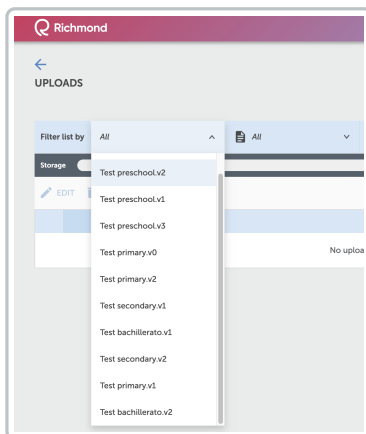 Richmond
UPLOADS
Filter list by All All
Storage
Test preschool.v2
EDIT
Test preschool.v1
Test preschool.v3
Test primary.v0
No uploa
Test primary.v2
Test secondary.v1
Test bachillerato.v1
Test secondary.v2
Test primary.v1
Test bachillerato.v2